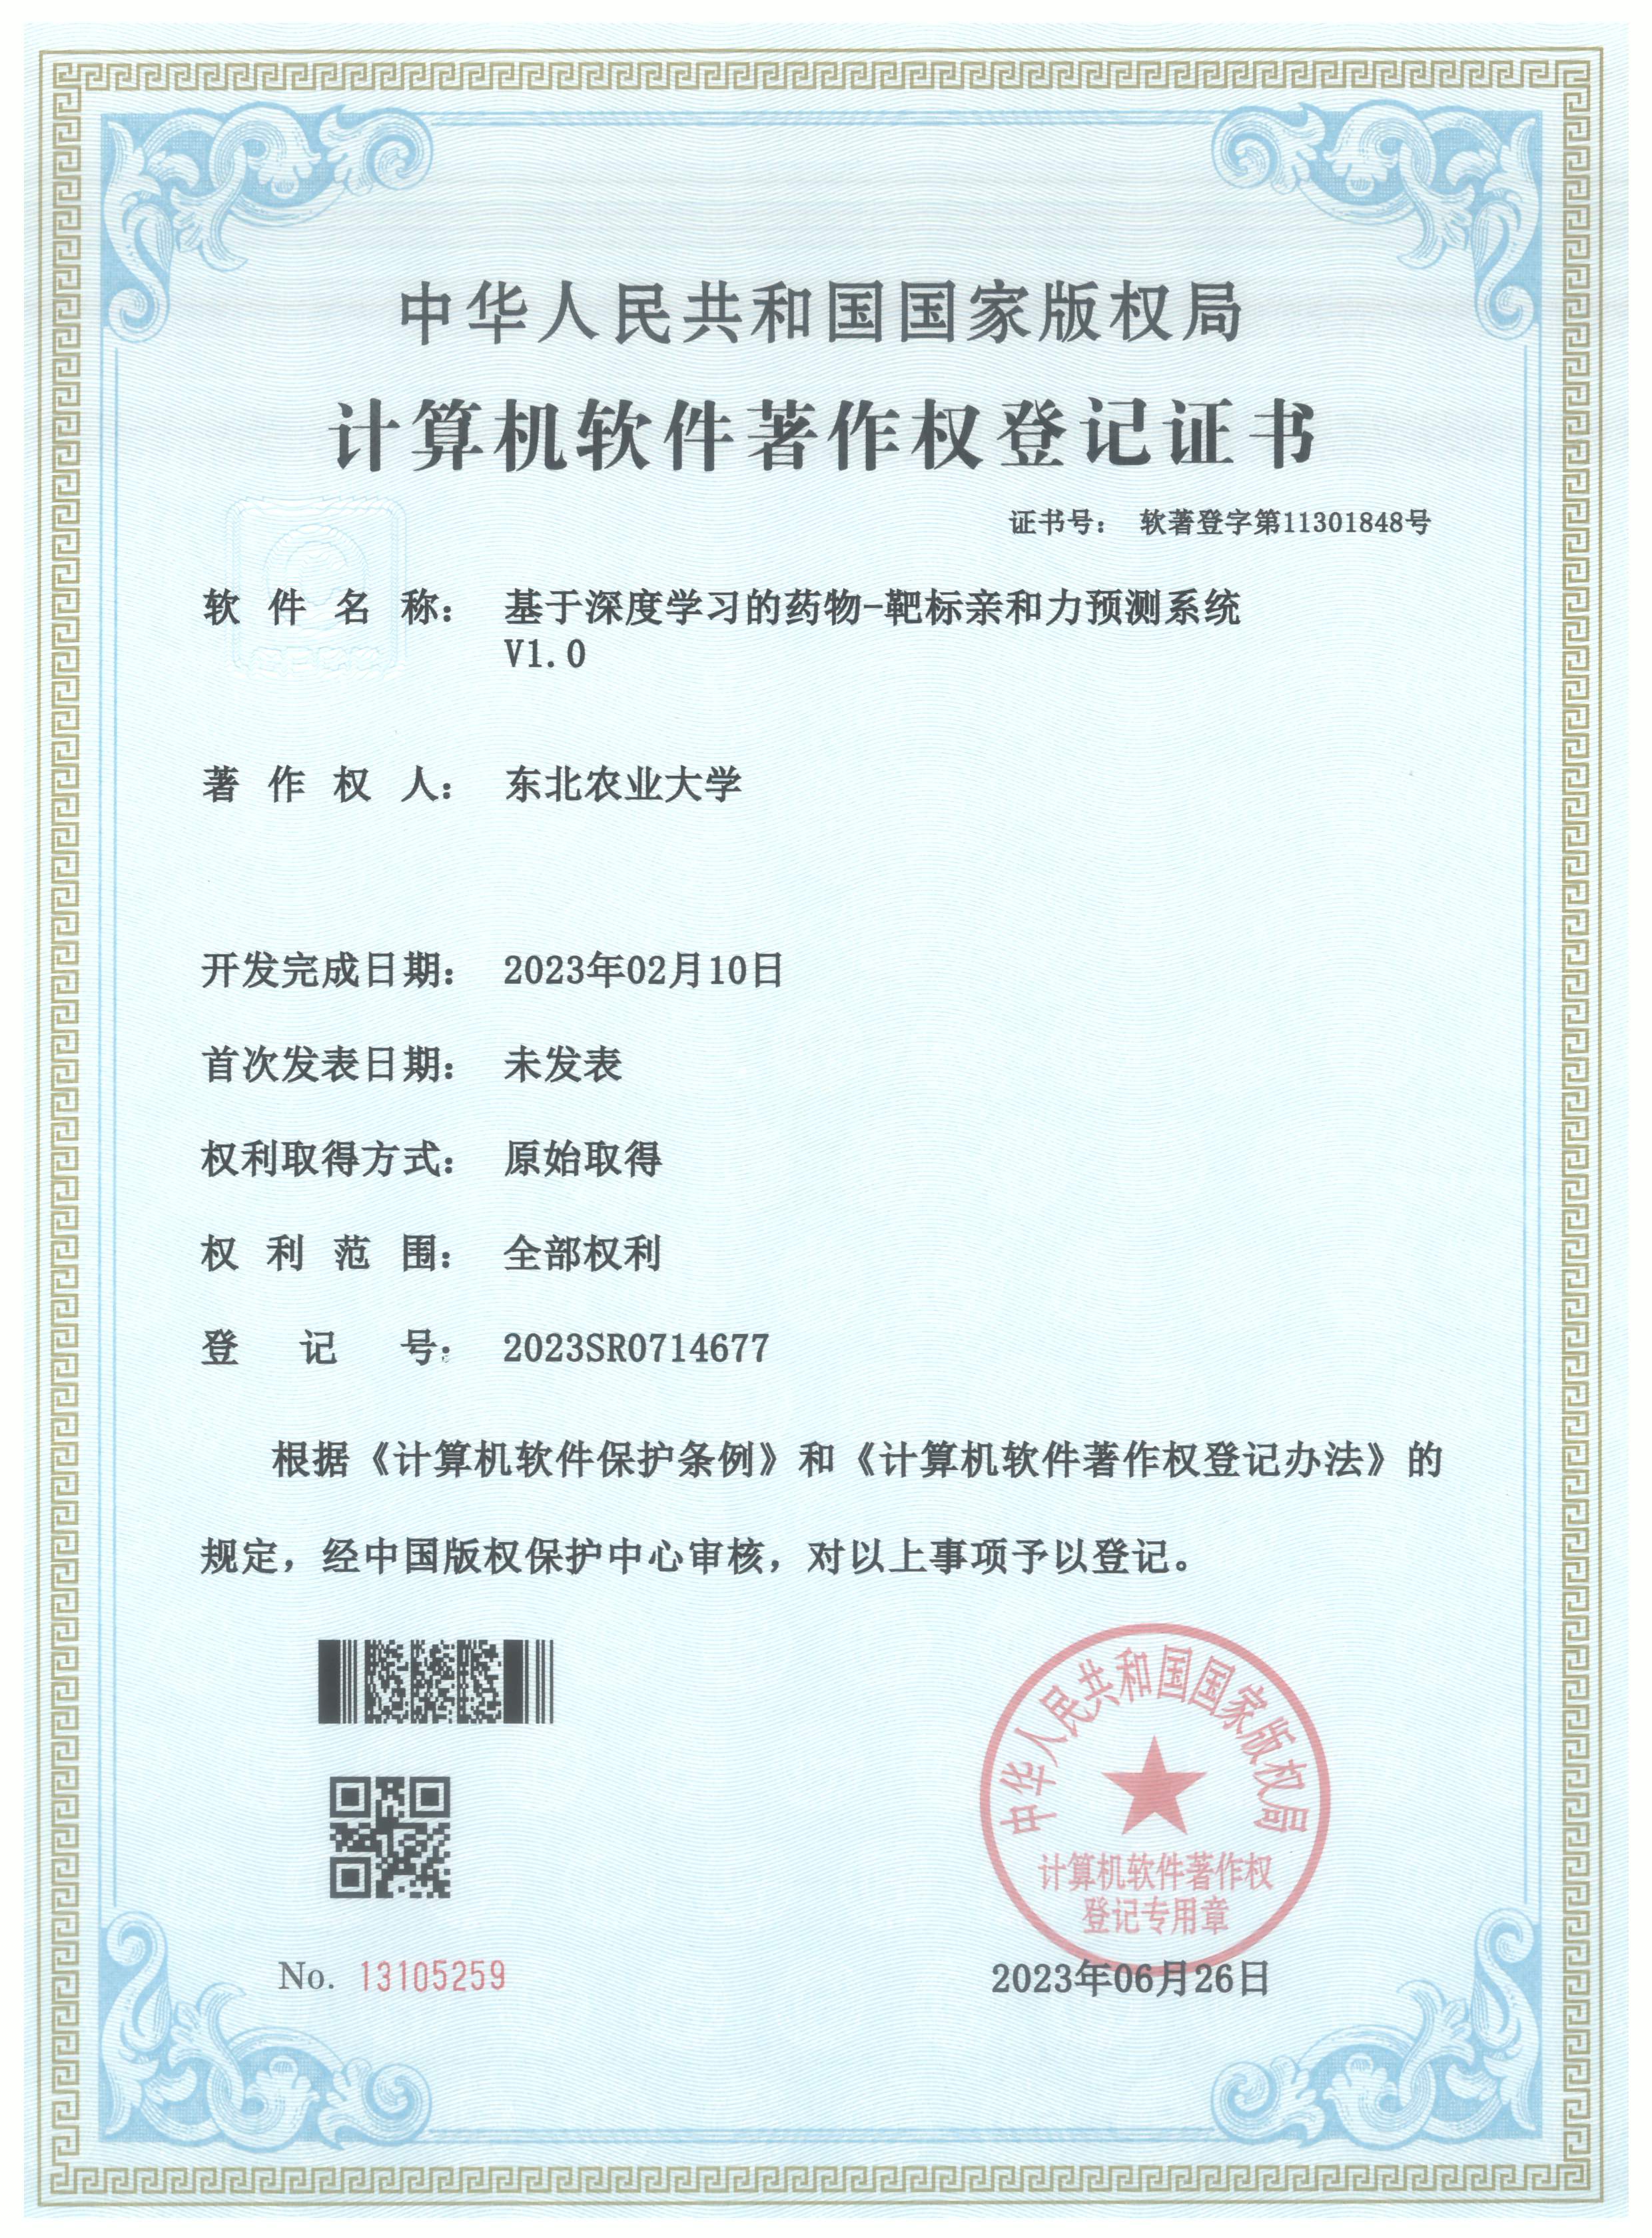 中华人民共和国国家版权局
计算机软件著作权登记证书
证书号： 软著登字第11301848号
软件名称： 基于深度学习的药物-靶标亲和力预测系统
V1.0
著作权人： 东北农业大学
开发完成日期： 2023年02月10日
首次发表日期： 未发表
权利取得方式： 原始取得
权利范围： 全部权利
登记号： 2023SR0714677
根据《计算机软件保护条例》和《计算机软件著作权登记办法》的
规定，经中国版权保护中心审核，对以上事项予以登记。
中华人民共和国国家版权局
计算机软件著作权
登记专用章
No. 13105259
2023年06月26日